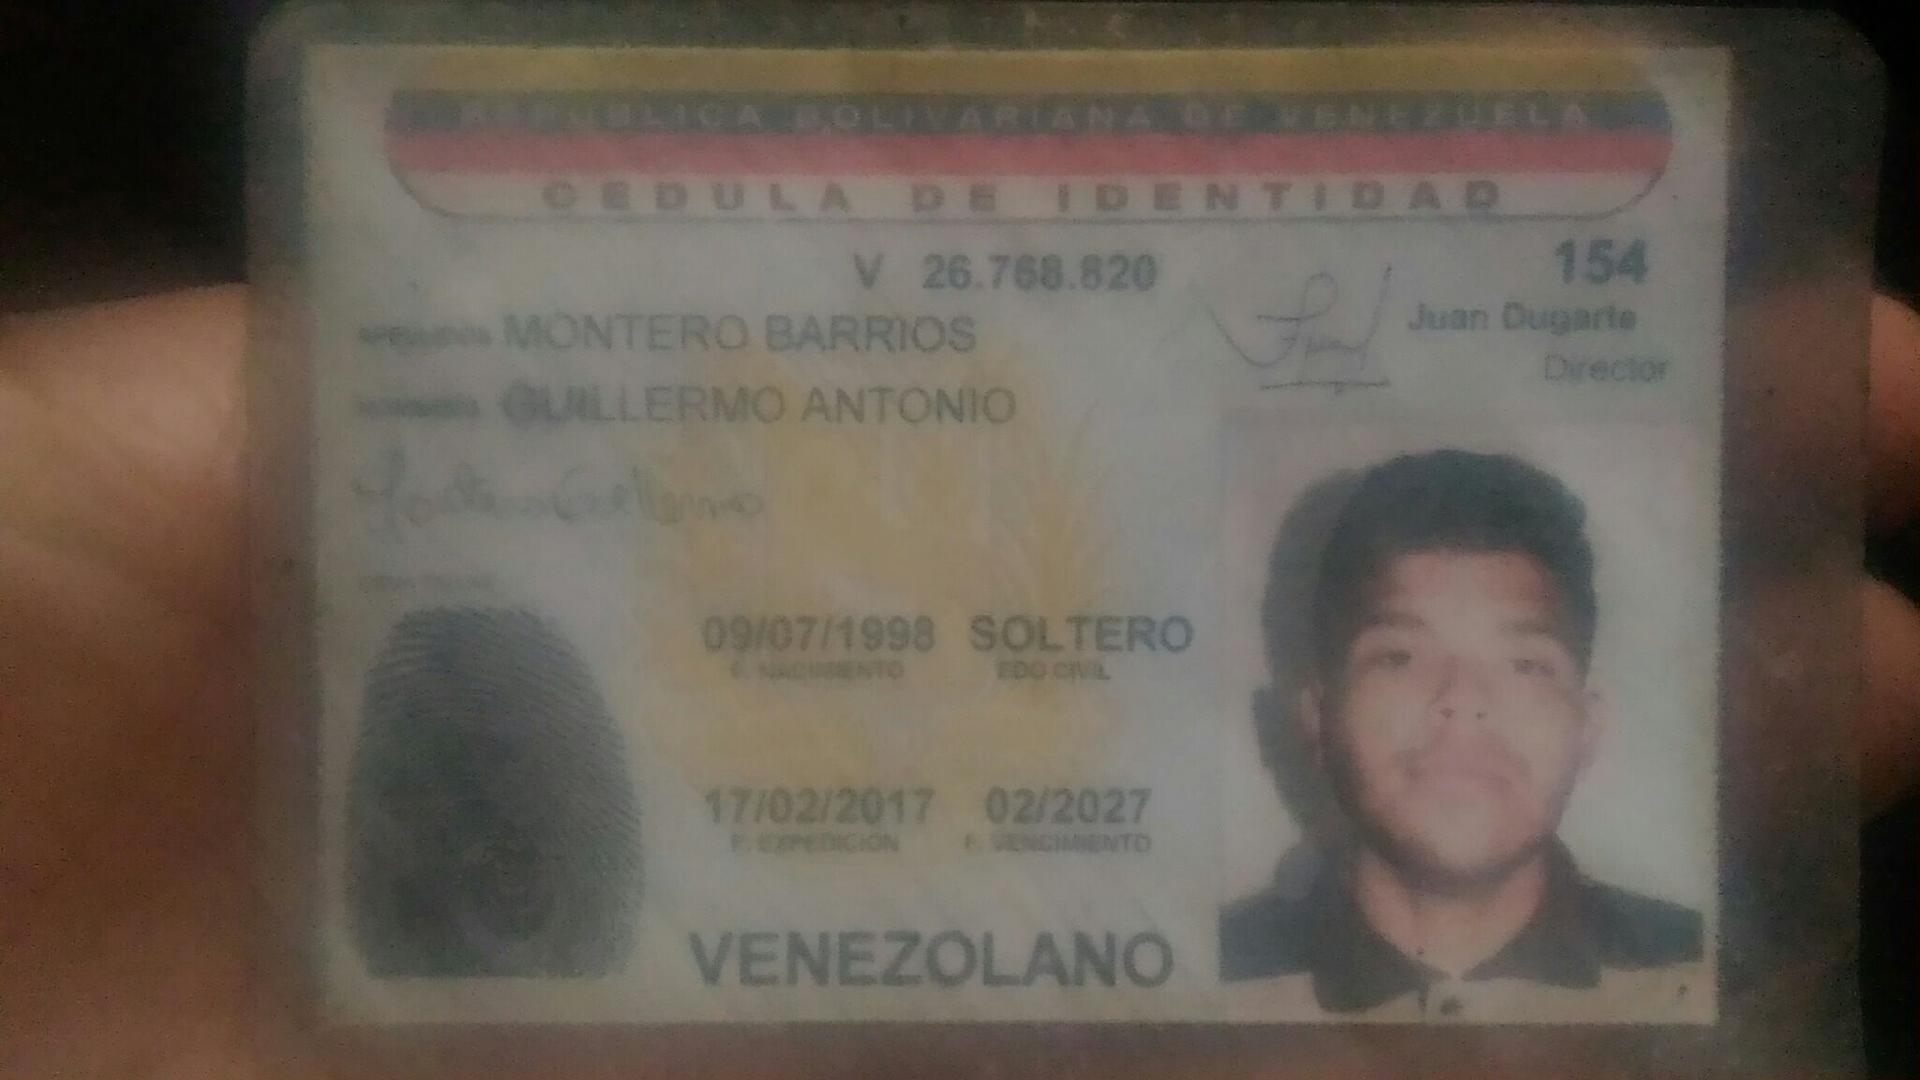 REPUBLICA BOLIVARIANA DE VENEZUELA
CEDULA DE IDENTIDAD
V 26.768.820
154
Juan Dugarte
Director
APELLIDOS MONTERO BARRIOS
NOMBRES GUILLERMO ANTONIO
09/07/1998 SOLTERO
F. NACIMIENTO EDO CIVIL
17/02/2017 02/2027
F. EXPEDICION F. VENCIMIENTO
VENEZOLANO